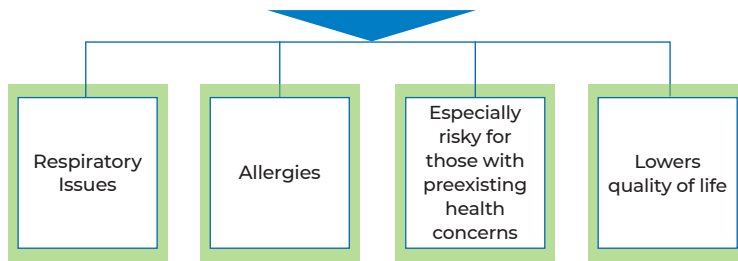 Respiratory
Issues
Allergies
Especially
risky for
those with
preexisting
health
concerns
Lowers
quality of life